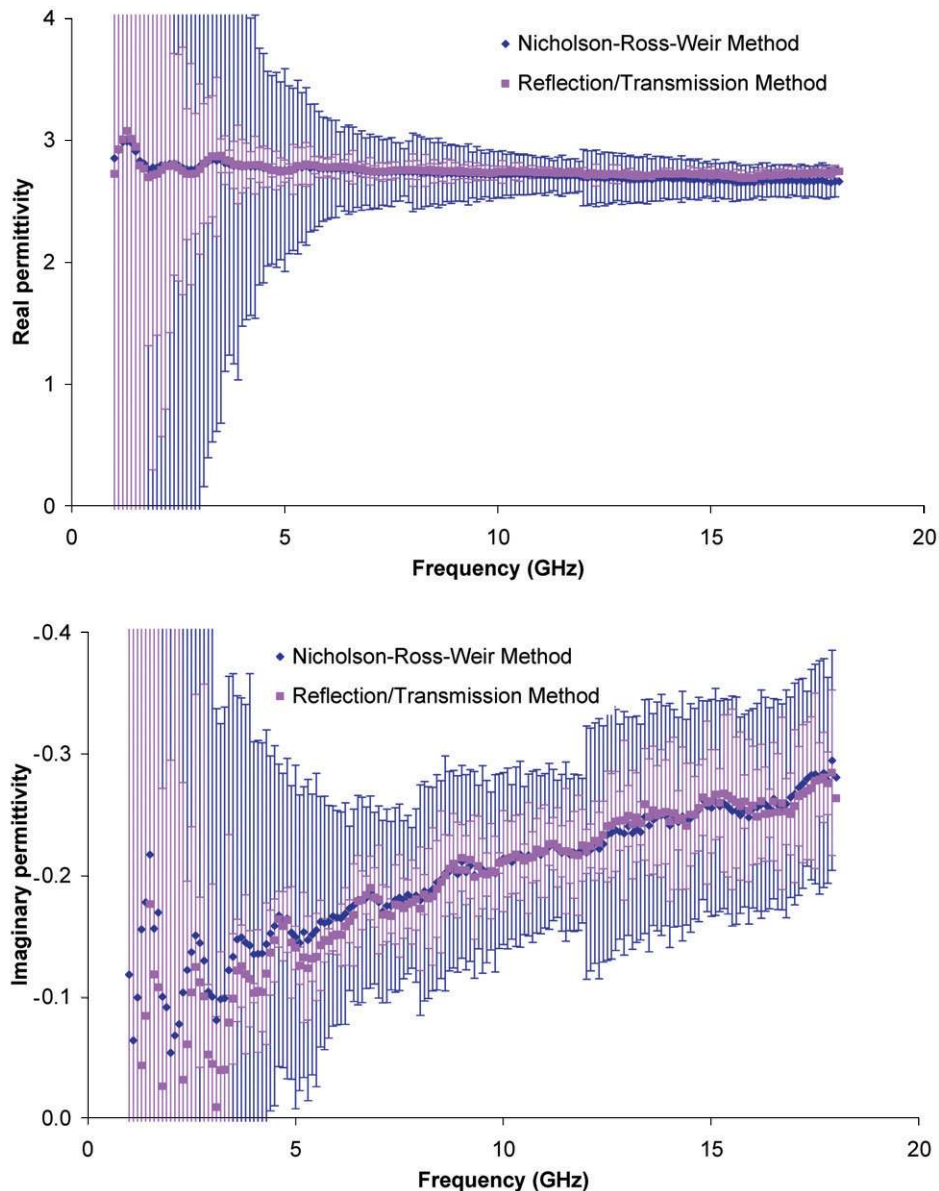 4
Nicholson-Ross-Weir Method
Reflection/Transmission Method
3
Real permittivity
2
1
0
0 5 10 15 20
Frequency (GHz)
-0.4
Nicholson-Ross-Weir Method
Reflection/Transmission Method
-0.3
Imaginary permittivity
-0.2
-0.1
0.0
0 5 10 15 20
Frequency (GHz)